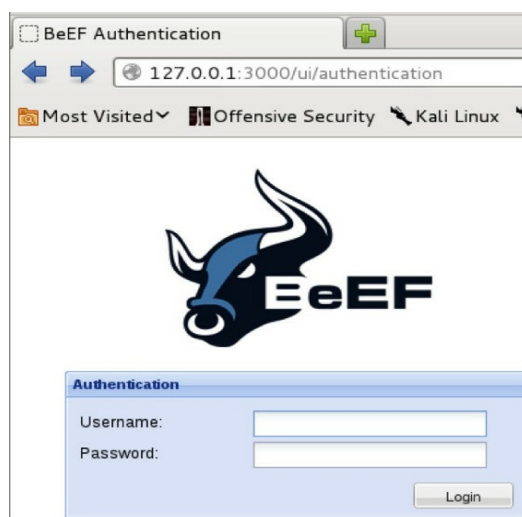 BeEF Authentication
127.0.0.1:3000/ui/authentication
Most Visited Offensive Security Kali Linux
BeEF
Authentication
Username:
Password:
Login